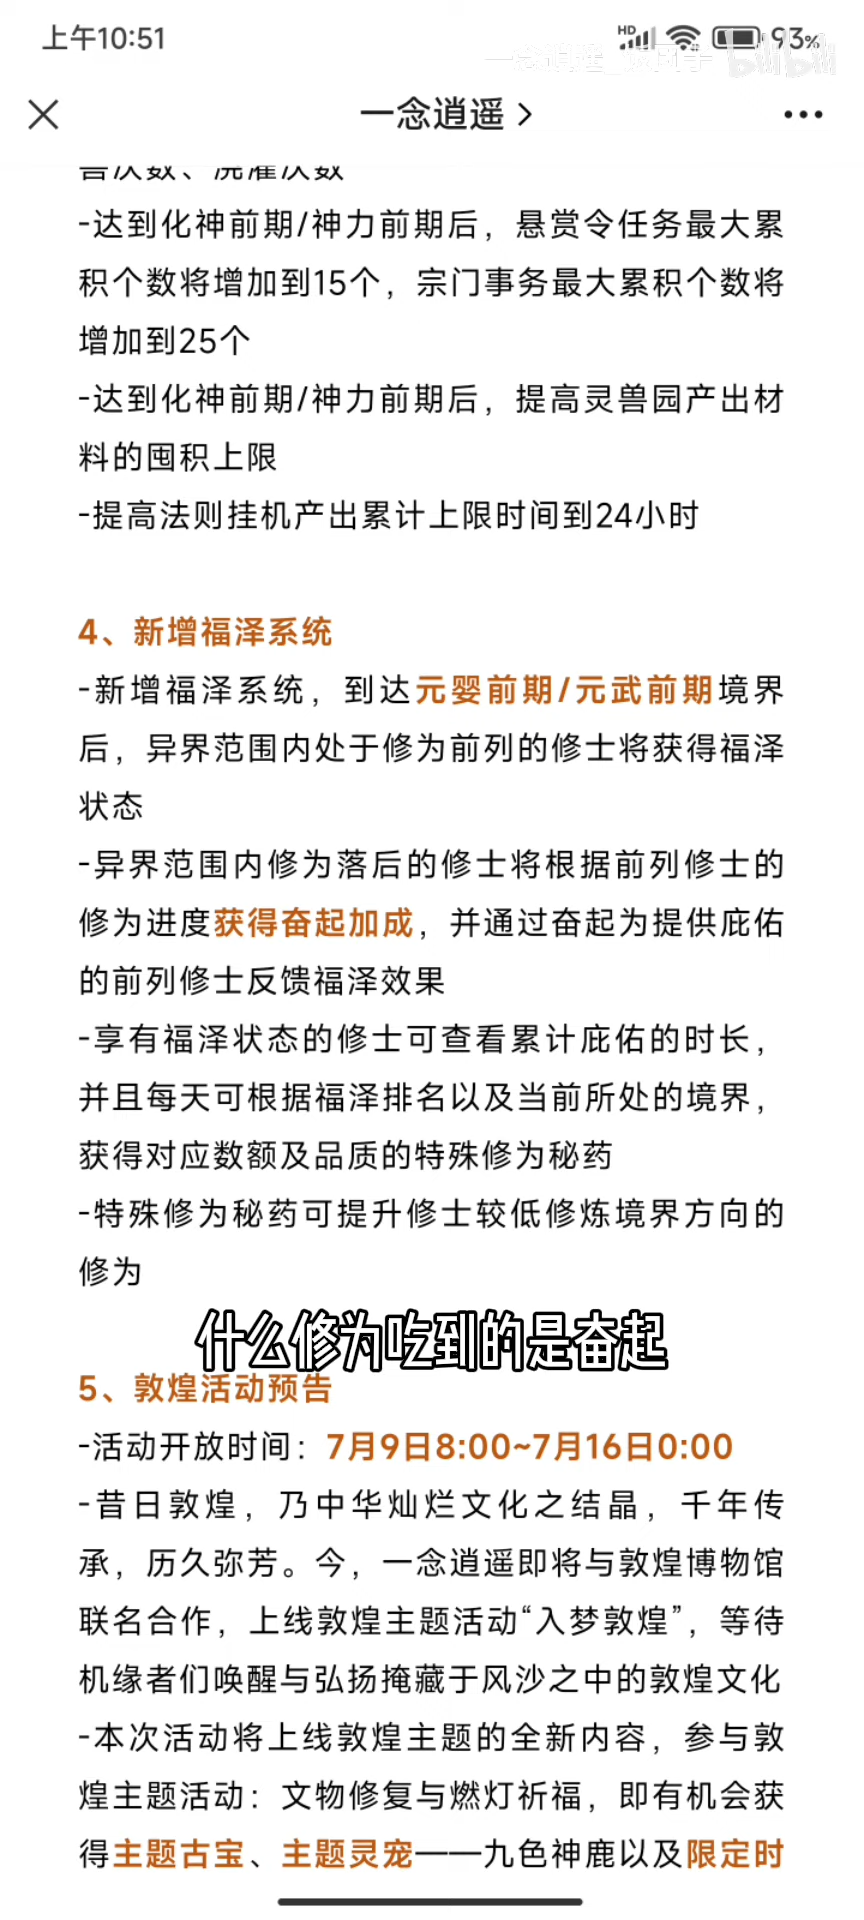 上午10:51
HD
93%
bilibili
一念逍遥 >
兽次数、浇灌次数
-达到化神前期/神力前期后，悬赏令任务最大累
积个数将增加到15个，宗门事务最大累积个数将
增加到25个
-达到化神前期/神力前期后，提高灵兽园产出材
料的囤积上限
-提高法则挂机产出累计上限时间到24小时
4、新增福泽系统
-新增福泽系统，到达元婴前期/元武前期境界
后，异界范围内处于修为前列的修士将获得福泽
状态
-异界范围内修为落后的修士将根据前列修士的
修为进度获得奋起加成，并通过奋起为提供庇佑
的前列修士反馈福泽效果
-享有福泽状态的修士可查看累计庇佑的时长，
并且每天可根据福泽排名以及当前所处的境界，
获得对应数额及品质的特殊修为秘药
-特殊修为秘药可提升修士较低修炼境界方向的
修为
什么修为吃到的是奋起
5、敦煌活动预告
-活动开放时间：7月9日8:00~7月16日0:00
-昔日敦煌，乃中华灿烂文化之结晶，千年传
承，历久弥芳。今，一念逍遥即将与敦煌博物馆
联名合作，上线敦煌主题活动“入梦敦煌”，等待
机缘者们唤醒与弘扬掩藏于风沙之中的敦煌文化
-本次活动将上线敦煌主题的全新内容，参与敦
煌主题活动：文物修复与燃灯祈福，即有机会获
得主题古宝、主题灵宠——九色神鹿以及限定时